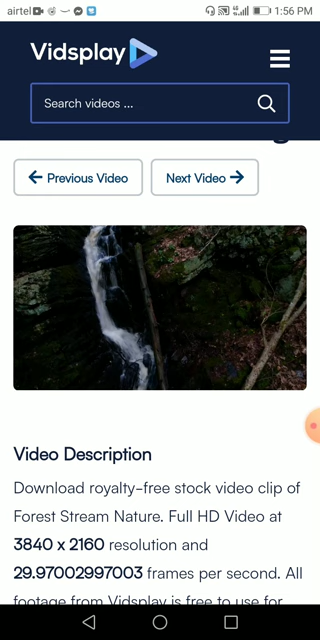 airtel 1:56 PM
Vidsplay
Search videos ...
← Previous Video
Next Video →
Video Description
Download royalty-free stock video clip of
Forest Stream Nature. Full HD Video at
3840 x 2160 resolution and
29.97002997003 frames per second. All
footage from Vidsplay is free to use for